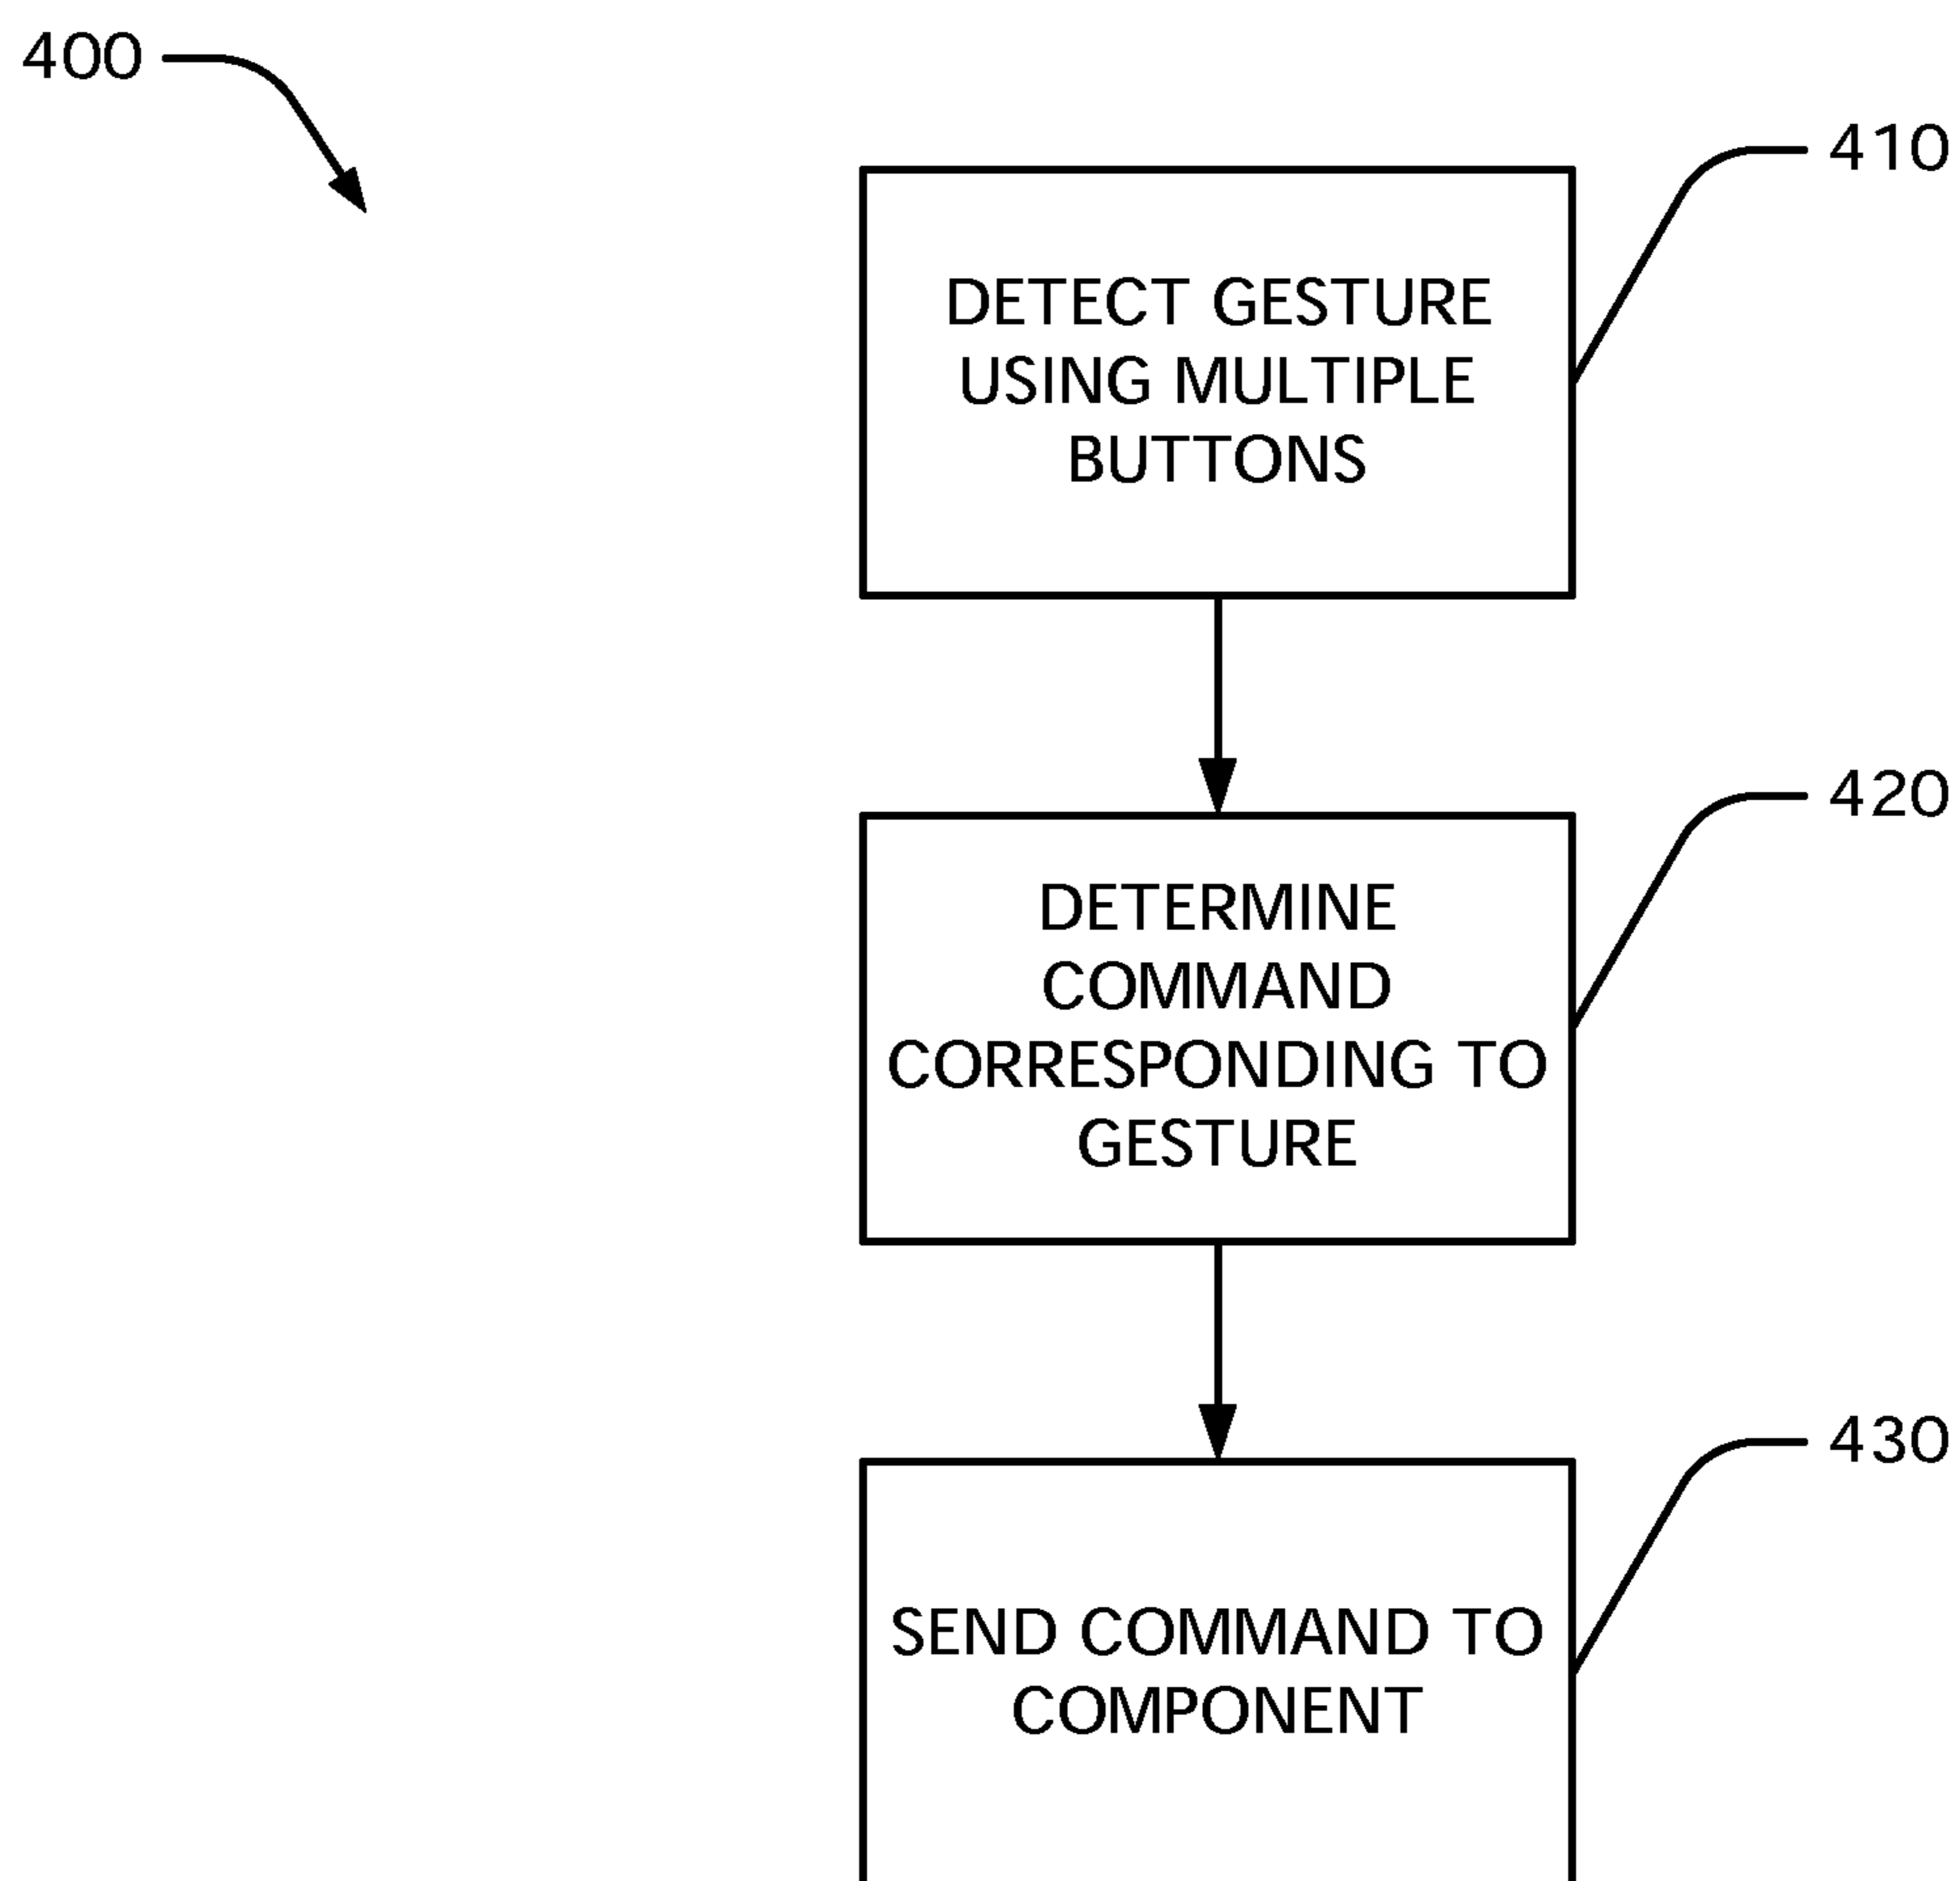 400
410
DETECT GESTURE
USING MULTIPLE
BUTTONS
420
DETERMINE
COMMAND
CORRESPONDING TO
GESTURE
430
SEND COMMAND TO
COMPONENT